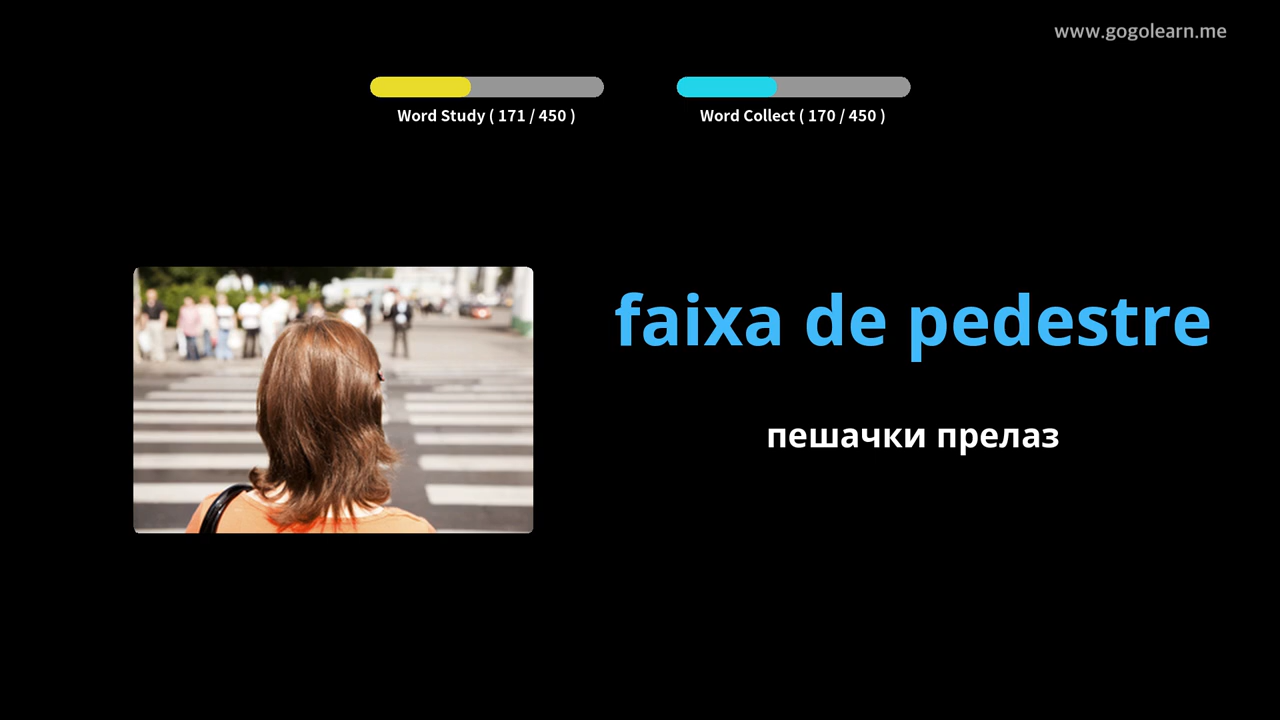 www.gogolearn.me
Word Study ( 171 / 450 )
Word Collect ( 170 / 450 )
faixa de pedestre
пешачки прелаз